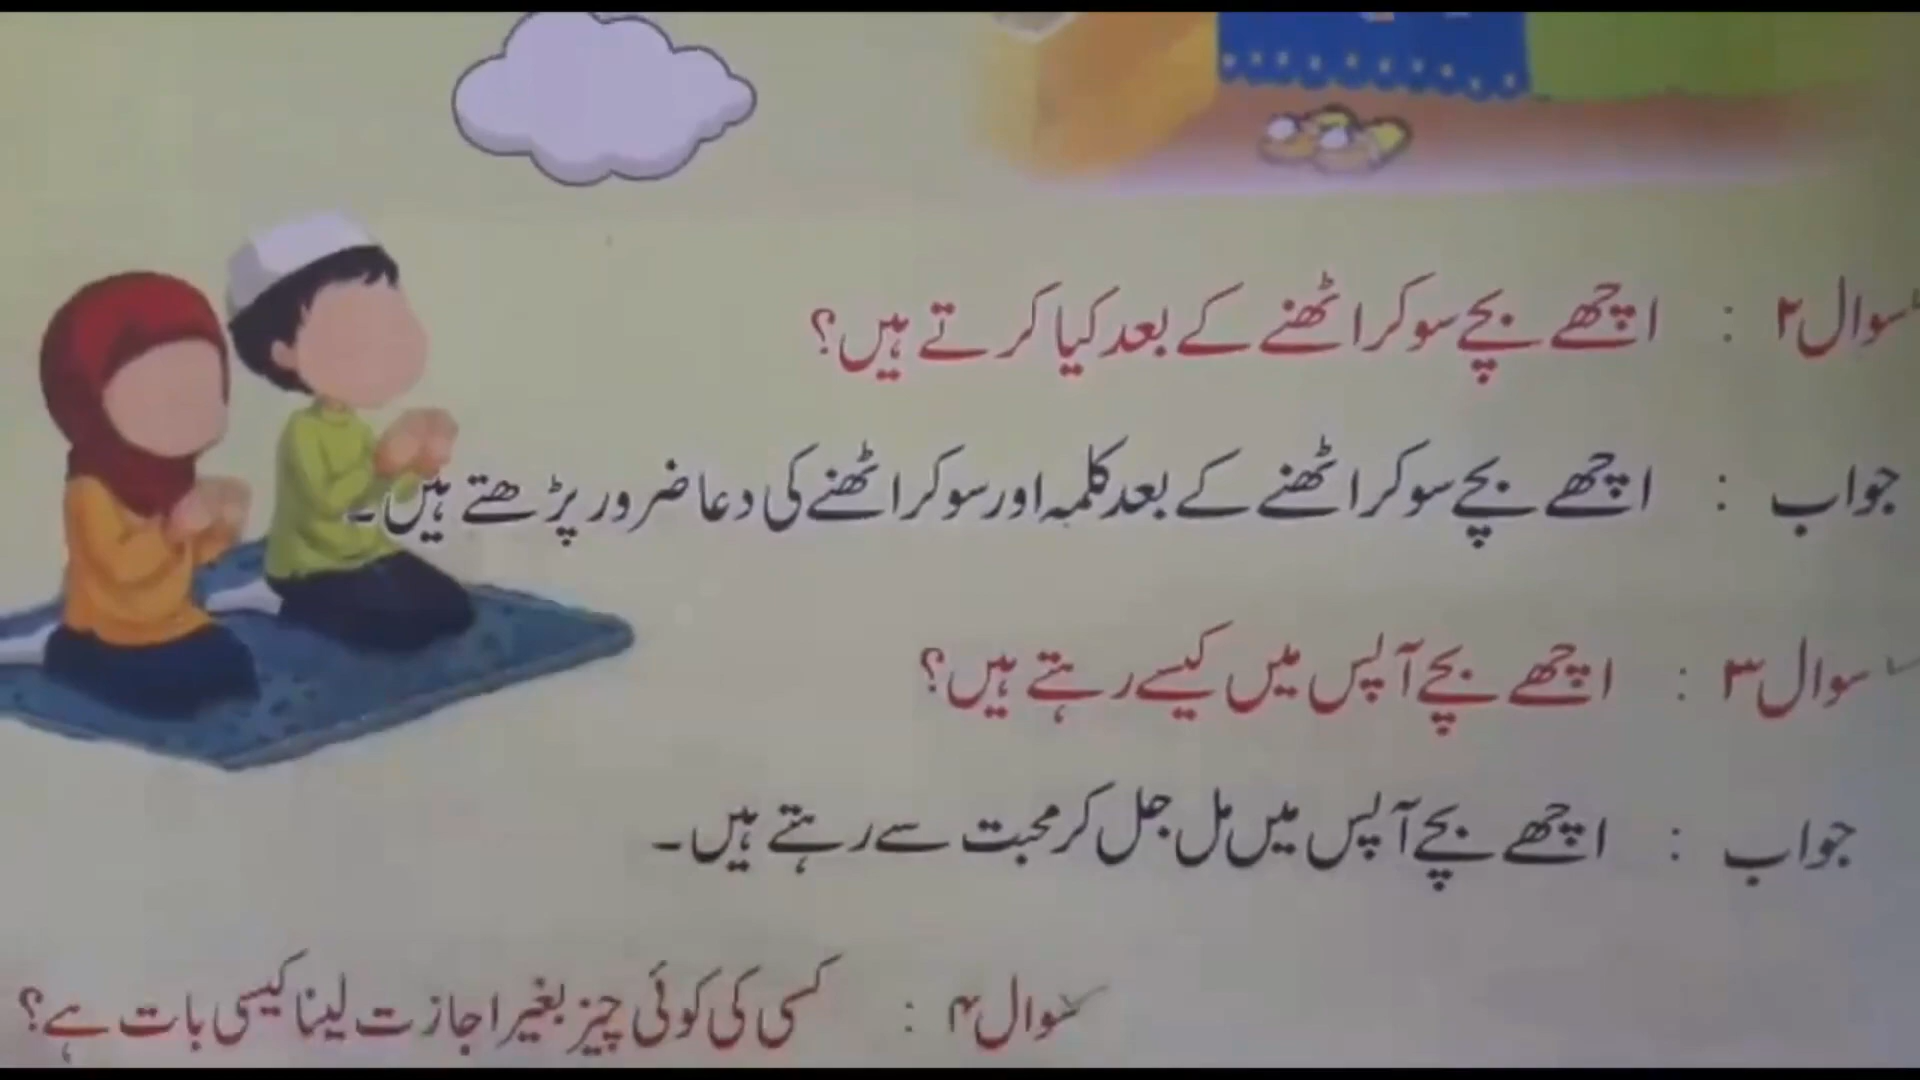 سوال ۲ : اچھے بچے سو کر اٹھنے کے بعد کیا کرتے ہیں؟
جواب : اچھے بچے سو کر اٹھنے کے بعد کلمہ اور سو کر اٹھنے کی دعا ضرور پڑھتے ہیں۔
سوال ۳ : اچھے بچے آپس میں کیسے رہتے ہیں؟
جواب : اچھے بچے آپس میں مل جل کر محبت سے رہتے ہیں۔
سوال ۴ : کسی کی کوئی چیز بغیر اجازت لینا کیسی بات ہے؟